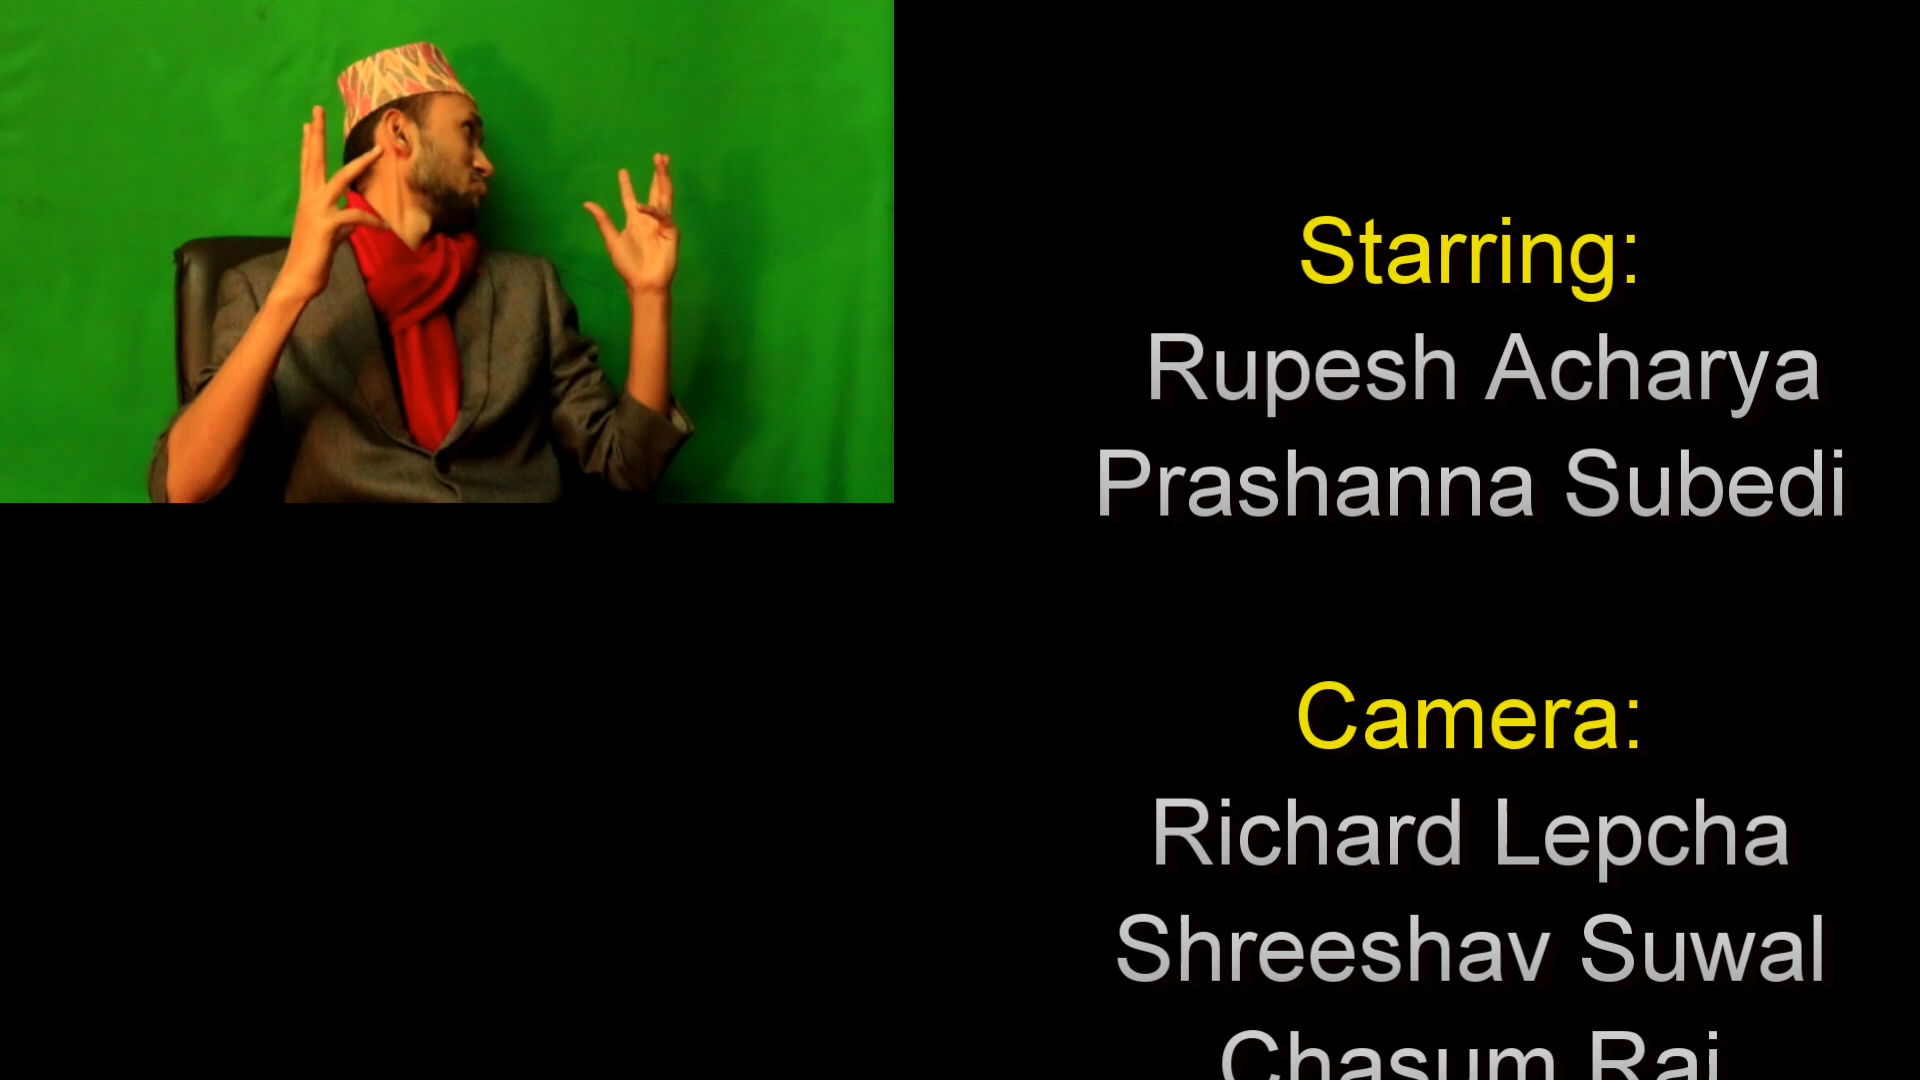 Starring:
Rupesh Acharya
Prashanna Subedi
Camera:
Richard Lepcha
Shreeshav Suwal
Chasum Rai